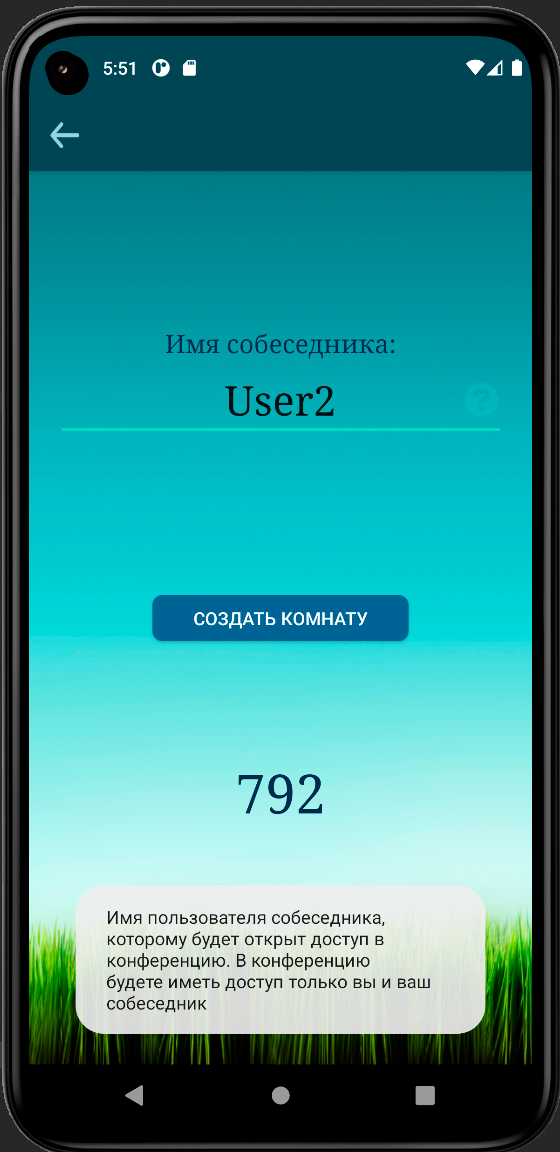 5:51
Имя собеседника:
User2
?
СОЗДАТЬ КОМНАТУ
792
Имя пользователя собеседника,
которому будет открыт доступ в
конференцию. В конференцию
будете иметь доступ только вы и ваш
собеседник